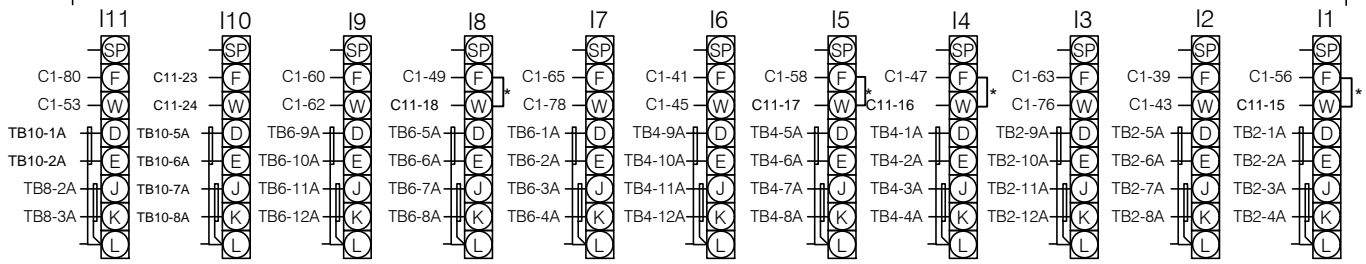 I11 I10 I9 I8 I7 I6 I5 I4 I3 I2 I1
SP SP SP SP SP SP SP SP SP SP SP
C1-80 F C11-23 F C1-60 F C1-49 F C1-65 F C1-41 F C1-58 F C1-47 F C1-63 F C1-39 F C1-56 F
* * * *
C1-53 W C11-24 W C1-62 W C11-18 W C1-78 W C1-45 W C11-17 W C11-16 W C1-76 W C1-43 W C11-15 W
TB10-1A D TB10-5A D TB6-9A D TB6-5A D TB6-1A D TB4-9A D TB4-5A D TB4-1A D TB2-9A D TB2-5A D TB2-1A D
TB10-2A E TB10-6A E TB6-10A E TB6-6A E TB6-2A E TB4-10A E TB4-6A E TB4-2A E TB2-10A E TB2-6A E TB2-2A E
TB8-2A J TB10-7A J TB6-11A J TB6-7A J TB6-3A J TB4-11A J TB4-7A J TB4-3A J TB2-11A J TB2-7A J TB2-3A J
TB8-3A K TB10-8A K TB6-12A K TB6-8A K TB6-4A K TB4-12A K TB4-8A K TB4-4A K TB2-12A K TB2-8A K TB2-4A K
L L L L L L L L L L L